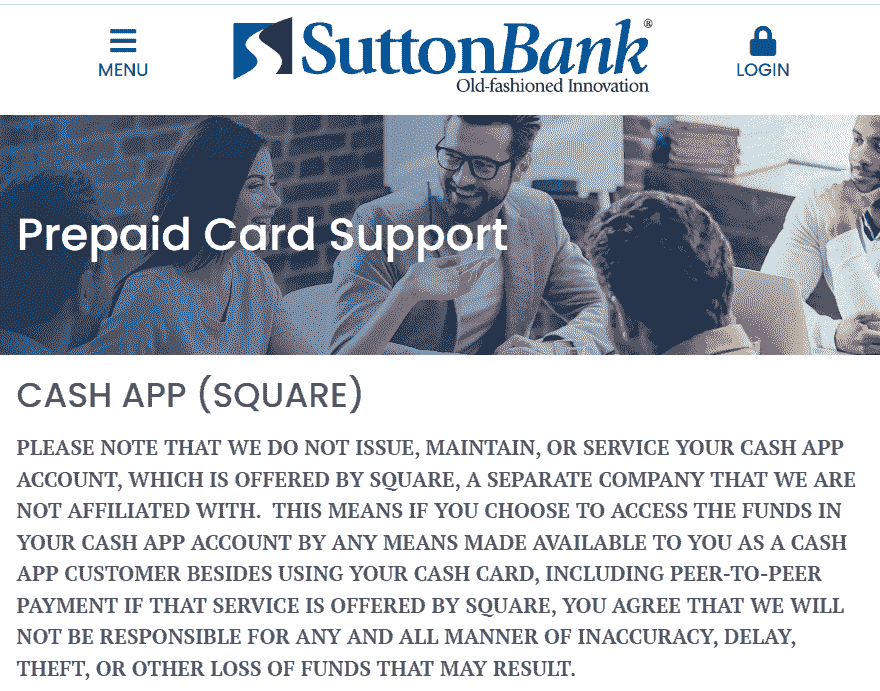 MENU
SuttonBank®
Old-fashioned Innovation
LOGIN
Prepaid Card Support
CASH APP (SQUARE)
PLEASE NOTE THAT WE DO NOT ISSUE, MAINTAIN, OR SERVICE YOUR CASH APP
ACCOUNT, WHICH IS OFFERED BY SQUARE, A SEPARATE COMPANY THAT WE ARE
NOT AFFILIATED WITH.  THIS MEANS IF YOU CHOOSE TO ACCESS THE FUNDS IN
YOUR CASH APP ACCOUNT BY ANY MEANS MADE AVAILABLE TO YOU AS A CASH
APP CUSTOMER BESIDES USING YOUR CASH CARD, INCLUDING PEER-TO-PEER
PAYMENT IF THAT SERVICE IS OFFERED BY SQUARE, YOU AGREE THAT WE WILL
NOT BE RESPONSIBLE FOR ANY AND ALL MANNER OF INACCURACY, DELAY,
THEFT, OR OTHER LOSS OF FUNDS THAT MAY RESULT.